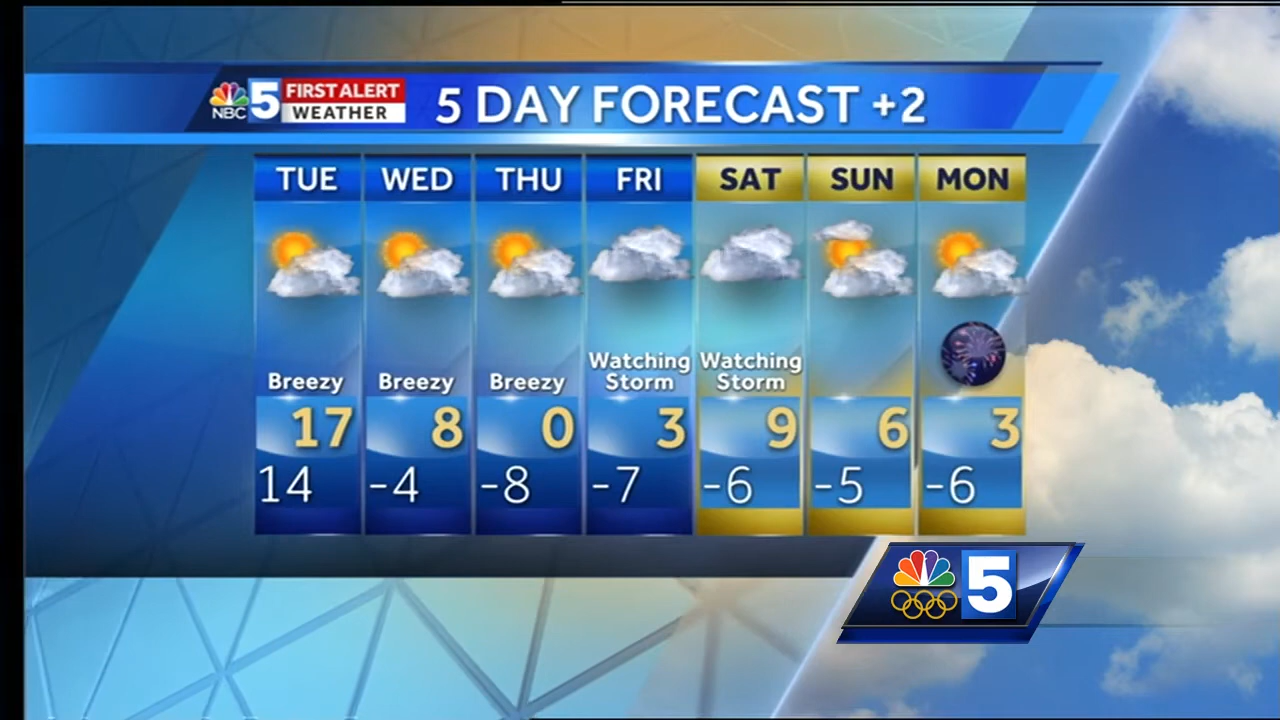 NBC 5 FIRST ALERT WEATHER 5 DAY FORECAST +2
TUE WED THU FRI SAT SUN MON
Breezy Breezy Breezy Watching Storm Watching Storm
17 8 0 3 9 6 3
14 -4 -8 -7 -6 -5 -6
5